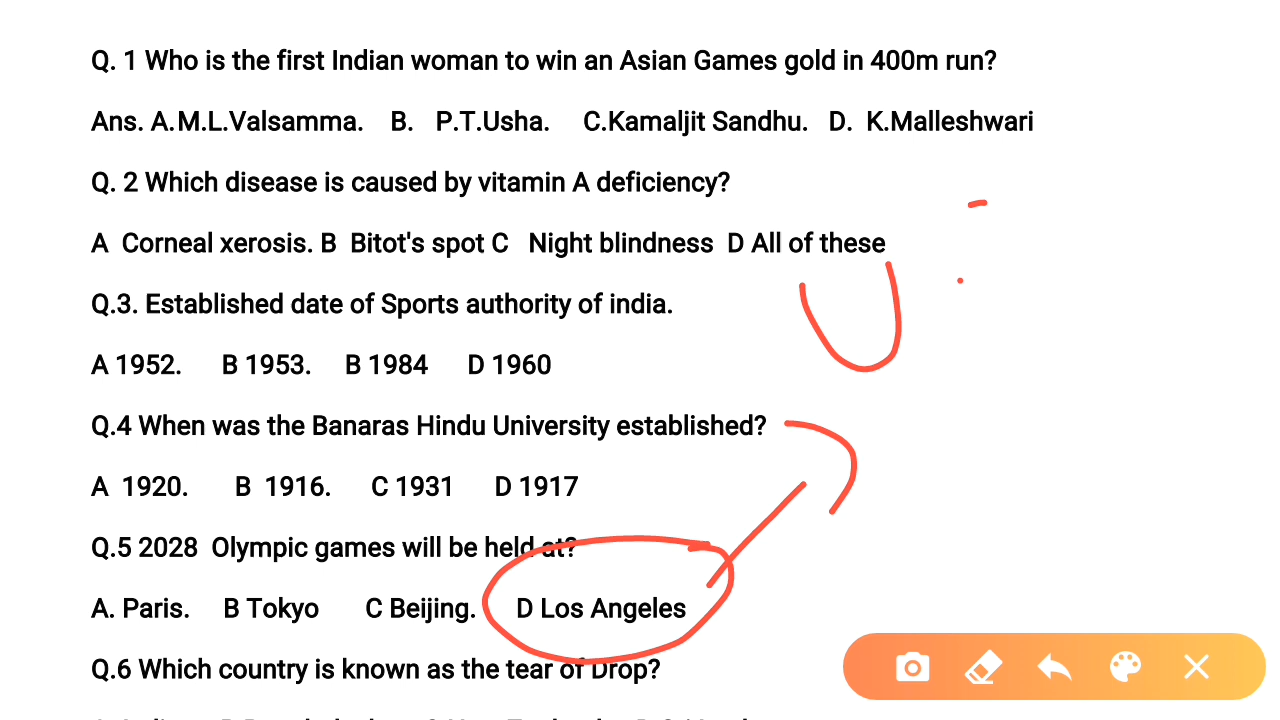 Q. 1 Who is the first Indian woman to win an Asian Games gold in 400m run?
Ans. A.M.L.Valsamma. B. P.T.Usha. C.Kamaljit Sandhu. D. K.Malleshwari
Q. 2 Which disease is caused by vitamin A deficiency?
A Corneal xerosis. B Bitot's spot C Night blindness D All of these
Q.3. Established date of Sports authority of india.
A 1952. B 1953. B 1984 D 1960
Q.4 When was the Banaras Hindu University established?
A 1920. B 1916. C 1931 D 1917
Q.5 2028 Olympic games will be held at?
A. Paris. B Tokyo C Beijing. D Los Angeles
Q.6 Which country is known as the tear of Drop?